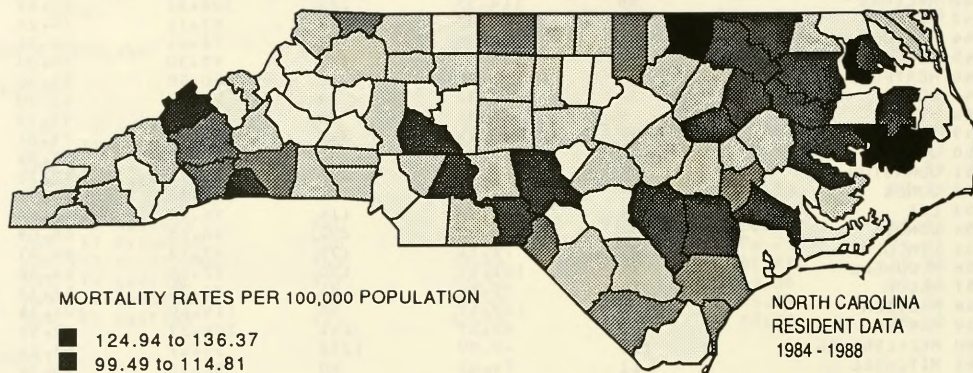 MORTALITY RATES PER 100,000 POPULATION
124.94 to 136.37
99.49 to 114.81
NORTH CAROLINA
RESIDENT DATA
1984 - 1988